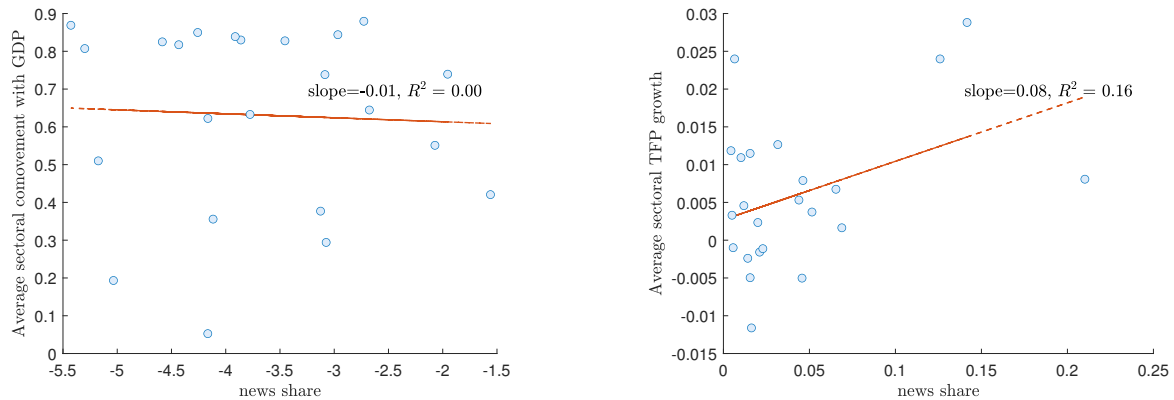 Average sectoral comovement with GDP
0.9
0.8
0.7
0.6
0.5
0.4
0.3
0.2
0.1
0
slope=-0.01, R² = 0.00
-5.5 -5 -4.5 -4 -3.5 -3 -2.5 -2 -1.5
news share
Average sectoral TFP growth
0.03
0.025
0.02
0.015
0.01
0.005
0
-0.005
-0.01
-0.015
slope=0.08, R² = 0.16
0 0.05 0.1 0.15 0.2 0.25
news share